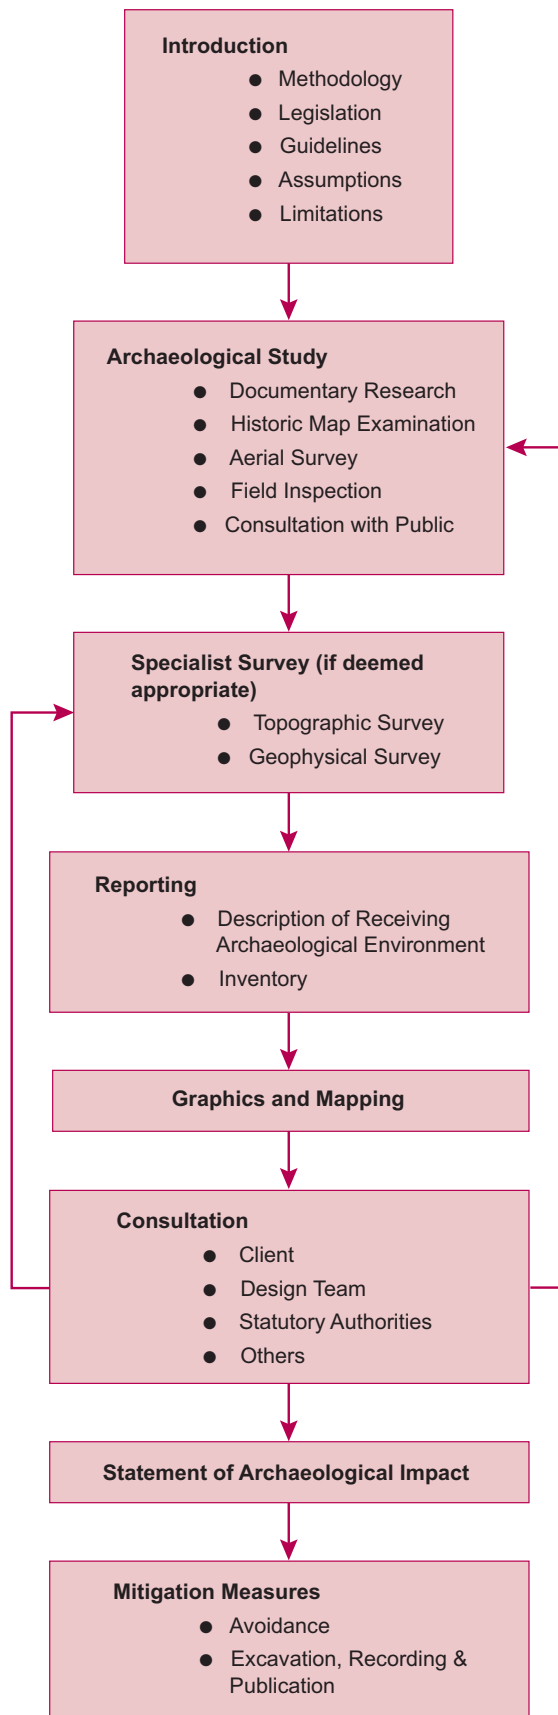 Introduction
● Methodology
● Legislation
● Guidelines
● Assumptions
● Limitations
Archaeological Study
● Documentary Research
● Historic Map Examination
● Aerial Survey
● Field Inspection
● Consultation with Public
Specialist Survey (if deemed
appropriate)
● Topographic Survey
● Geophysical Survey
Reporting
● Description of Receiving
Archaeological Environment
● Inventory
Graphics and Mapping
Consultation
● Client
● Design Team
● Statutory Authorities
● Others
Statement of Archaeological Impact
Mitigation Measures
● Avoidance
● Excavation, Recording &
Publication